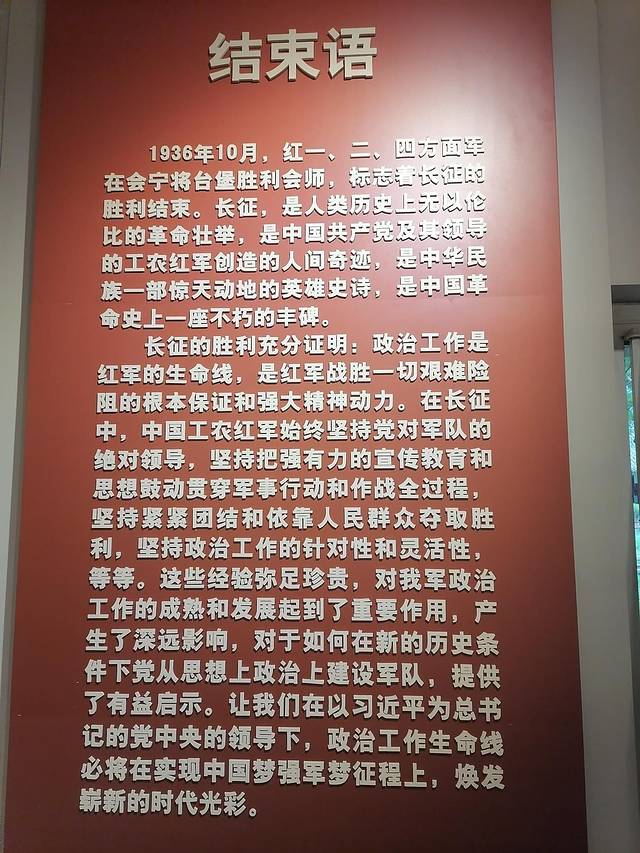 结束语
1936年10月，红一、二、四方面军
在会宁将台堡胜利会师，标志着长征的
胜利结束。长征，是人类历史上无以伦
比的革命壮举，是中国共产党及其领导
的工农红军创造的人间奇迹，是中华民
族一部惊天动地的英雄史诗，是中国革
命史上一座不朽的丰碑。
长征的胜利充分证明：政治工作是
红军的生命线，是红军战胜一切艰难险
阻的根本保证和强大精神动力。在长征
中，中国工农红军始终坚持党对军队的
绝对领导，坚持把强有力的宣传教育和
思想鼓动贯穿军事行动和作战全过程，
坚持紧紧团结和依靠人民群众夺取胜
利，坚持政治工作的针对性和灵活性，
等等。这些经验弥足珍贵，对我军政治
工作的成熟和发展起到了重要作用，产
生了深远影响，对于如何在新的历史条
件下党从思想上政治上建设军队，提供
了有益启示。让我们在以习近平为总书
记的党中央的领导下，政治工作生命线
必将在实现中国梦强军梦征程上，焕发
崭新的时代光彩。